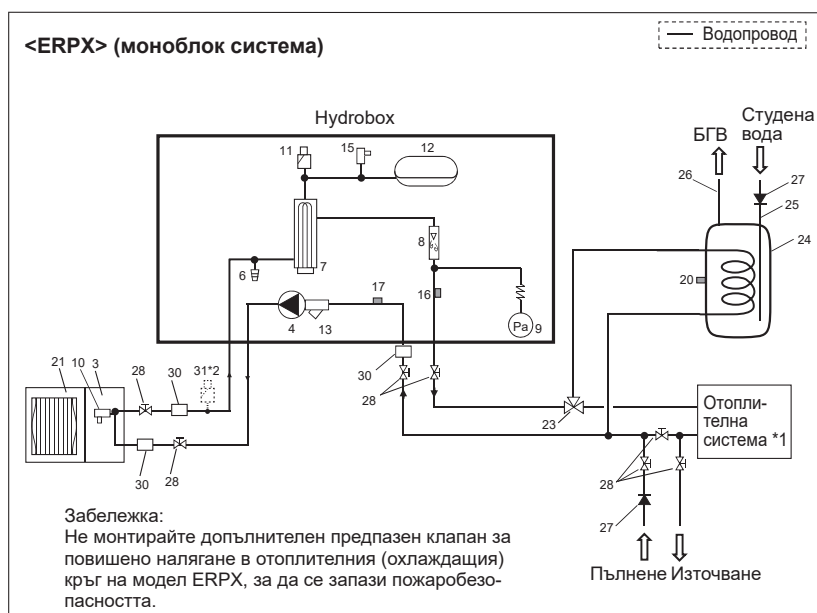 <ERPX> (моноблок система)
Водопровод
Hydrobox
БГВ
Студена
вода
11
15
12
26
27
25
8
24
6
7
20
17
16
4
13
Pa 9
21
10
3
28
30
31*2
30
28
23
Отопли-
телна
система *1
30
28
28
27
Забележка:
Не монтирайте допълнителен предпазен клапан за
повишено налягане в отоплителния (охлаждащия)
кръг на модел ERPX, за да се запази пожаробезо-
пасността.
Пълнене Източване